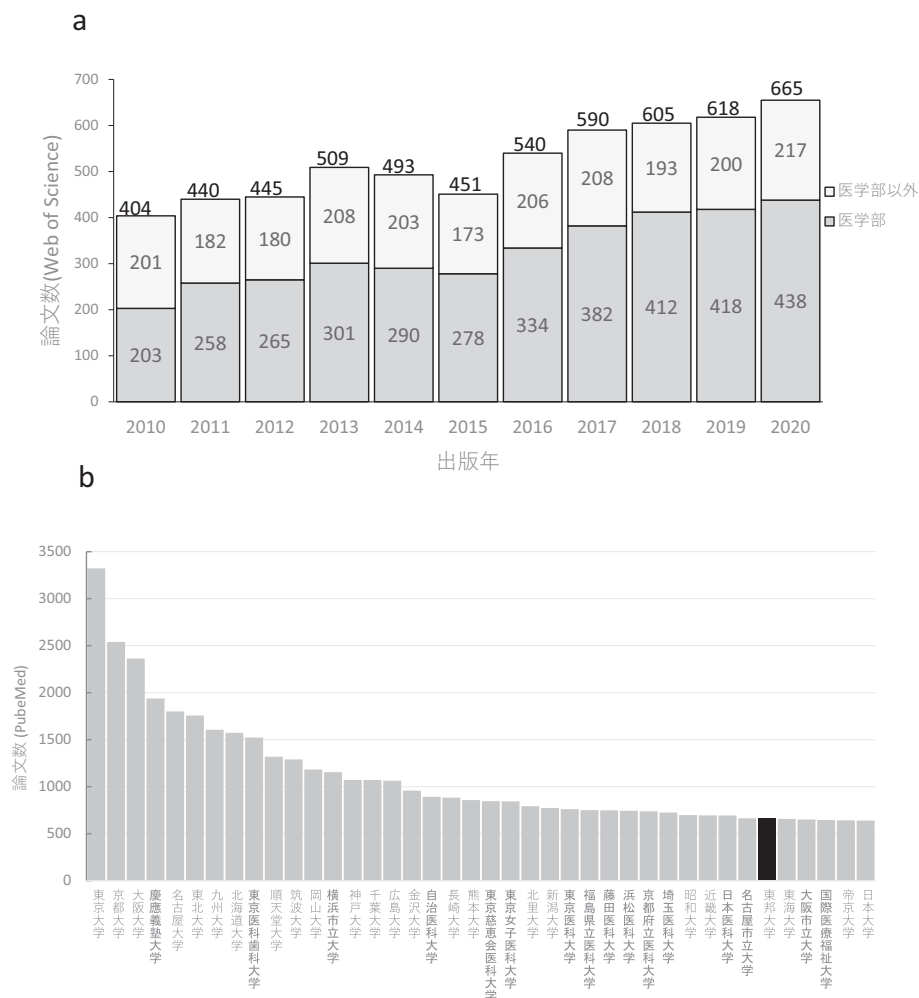 a
700
600
500
400
300
200
100
0
論文数(Web of Science)
404
440
445
509
493
451
540
590
605
618
665
201
182
180
208
203
173
206
208
193
200
217
203
258
265
301
290
278
334
382
412
418
438
医学部以外
医学部
2010 2011 2012 2013 2014 2015 2016 2017 2018 2019 2020
出版年
b
3500
3000
2500
2000
1500
1000
500
0
論文数 (PubeMed)
東京大学
京都大学
大阪大学
慶應義塾大学
名古屋大学
東北大学
九州大学
北海道大学
東京医科歯科大学
順天堂大学
筑波大学
岡山大学
横浜市立大学
神戸大学
千葉大学
広島大学
金沢大学
自治医科大学
長崎大学
熊本大学
東京慈恵会医科大学
東京女子医科大学
北里大学
新潟大学
東京医科大学
福島県立医科大学
藤田医科大学
浜松医科大学
京都府立医科大学
埼玉医科大学
昭和大学
近畿大学
日本医科大学
名古屋市立大学
東邦大学
東海大学
大阪市立大学
国際医療福祉大学
帝京大学
日本大学